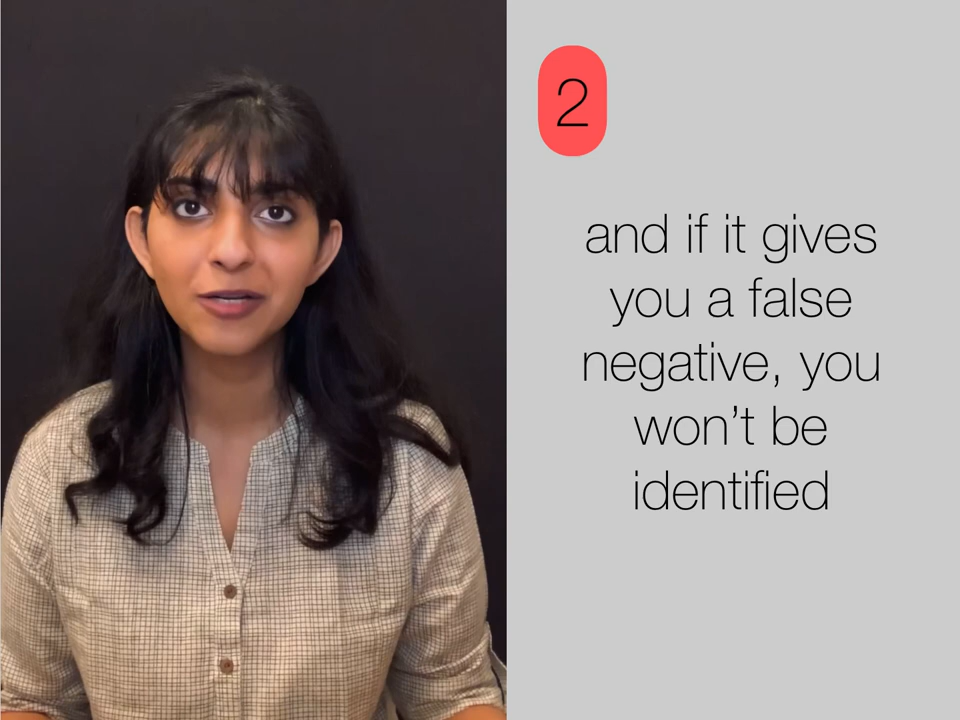 2
and if it gives
you a false
negative, you
won't be
identified